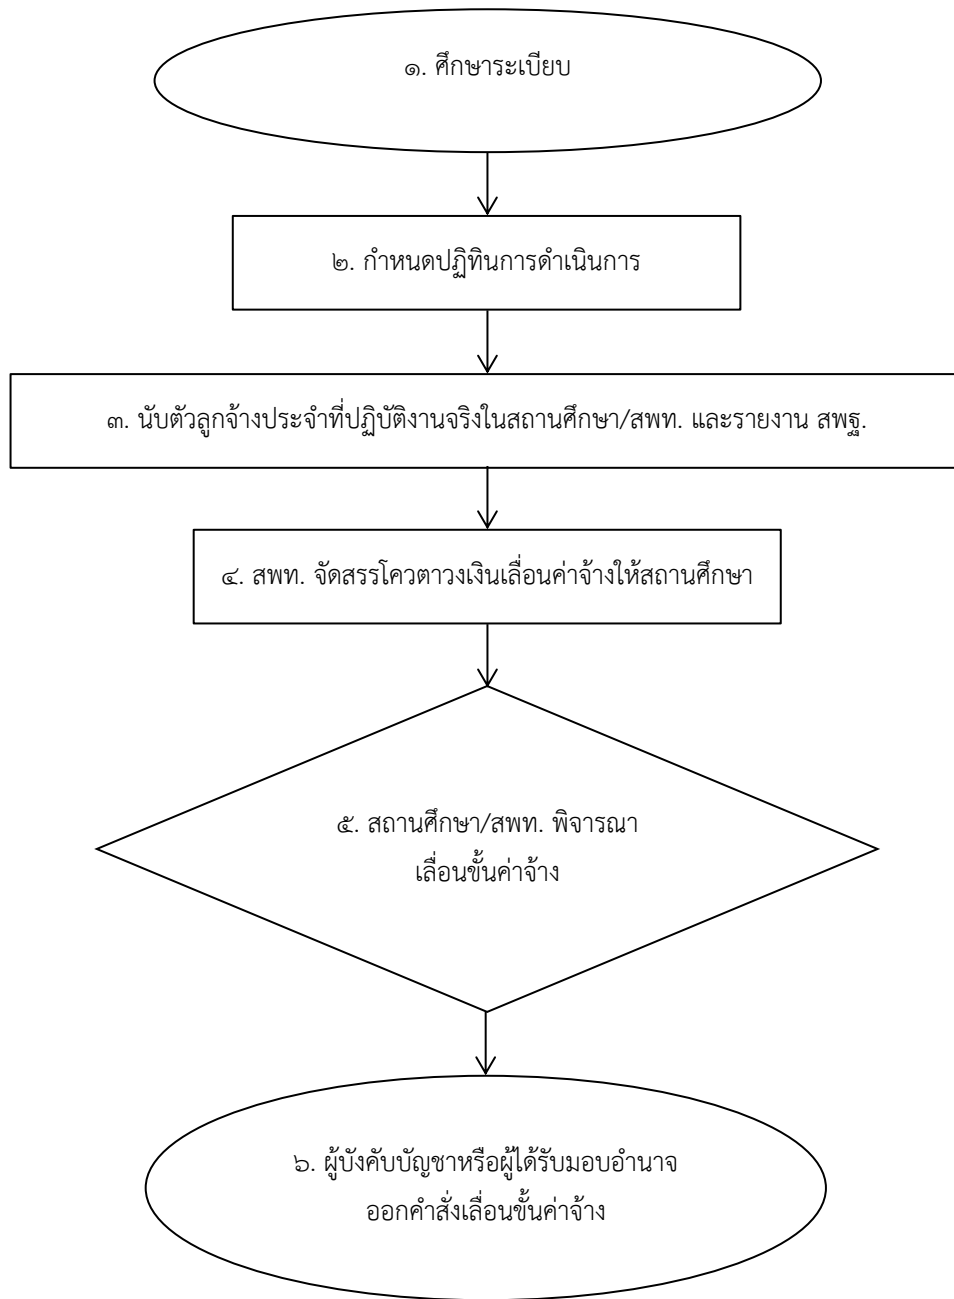 ๑. ศึกษาระเบียบ
๒. กำหนดปฏิทินการดำเนินการ
๓. นับตัวลูกจ้างประจำที่ปฏิบัติงานจริงในสถานศึกษา/สพท. และรายงาน สพฐ.
๔. สพท. จัดสรรโควตาวงเงินเลื่อนค่าจ้างให้สถานศึกษา
๕. สถานศึกษา/สพท. พิจารณา
เลื่อนขั้นค่าจ้าง
๖. ผู้บังคับบัญชาหรือผู้ได้รับมอบอำนาจ
ออกคำสั่งเลื่อนขั้นค่าจ้าง